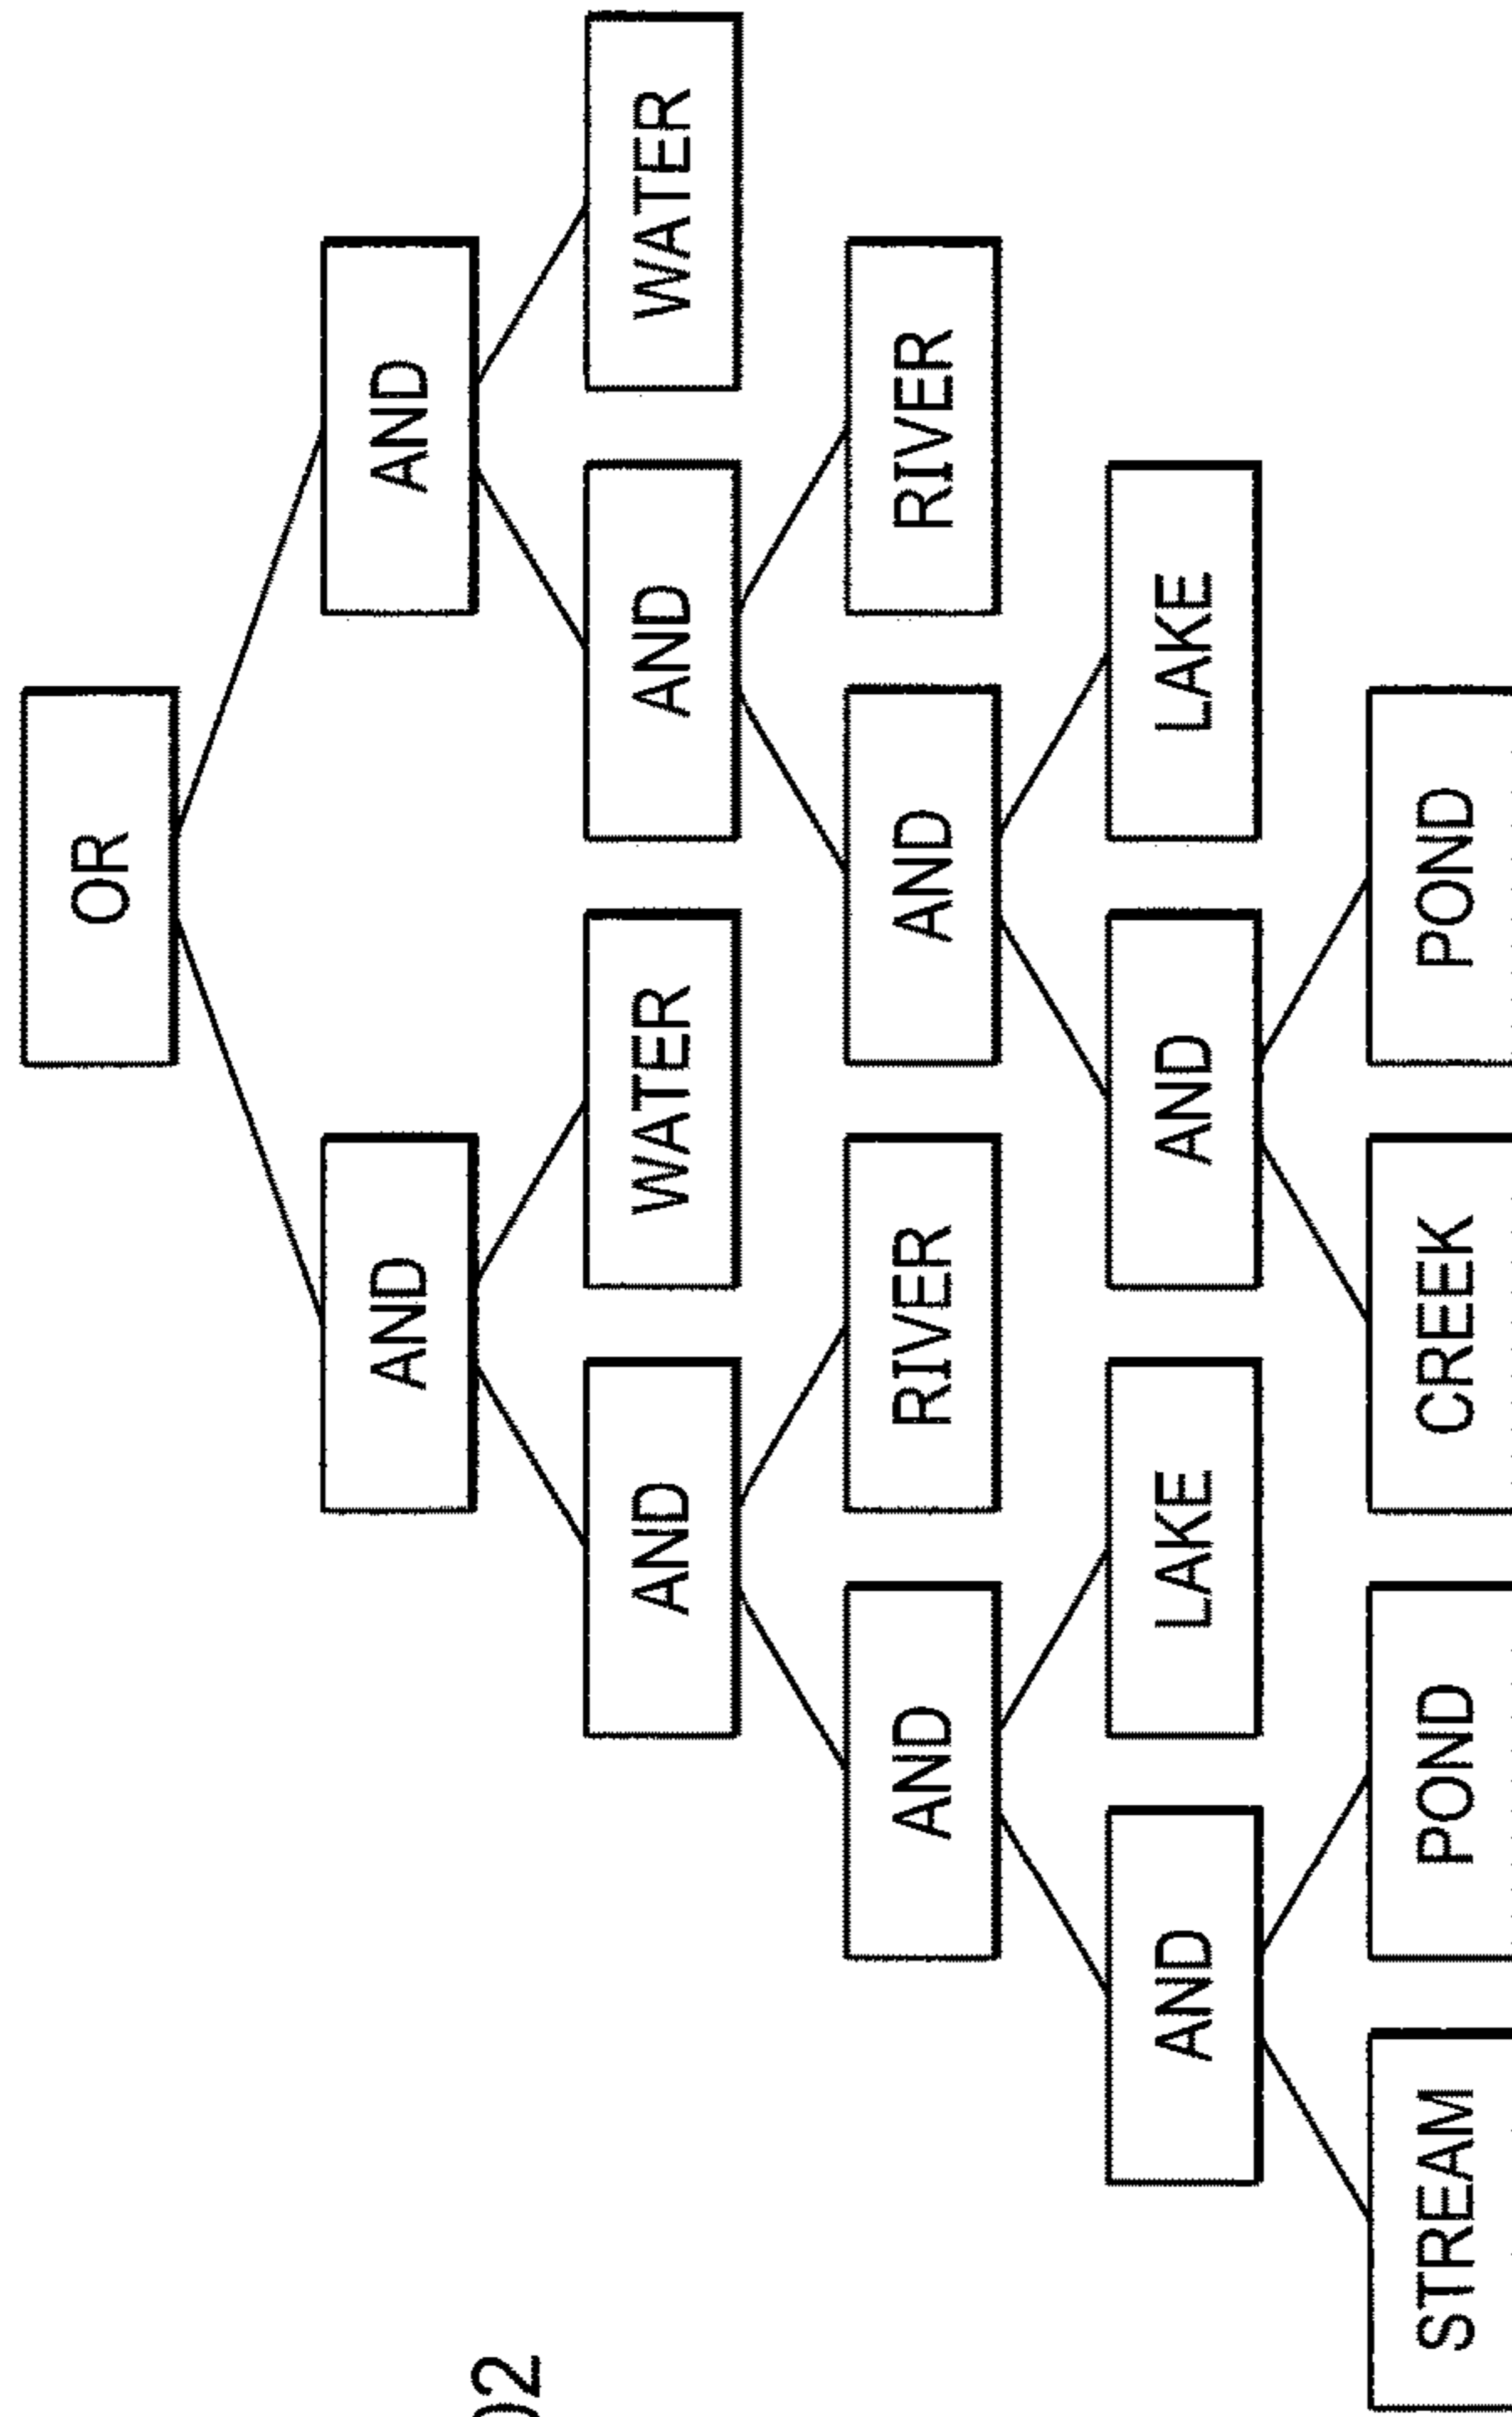 OR
AND AND
AND WATER AND WATER
AND RIVER AND RIVER
AND LAKE AND LAKE
STREAM POND CREEK POND